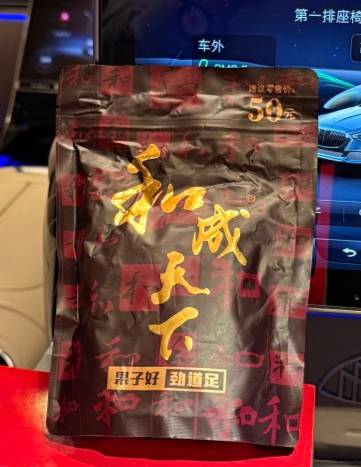 第一排座椅
车外
建议零售价:
50元
和成天下®
果子好 劲道足